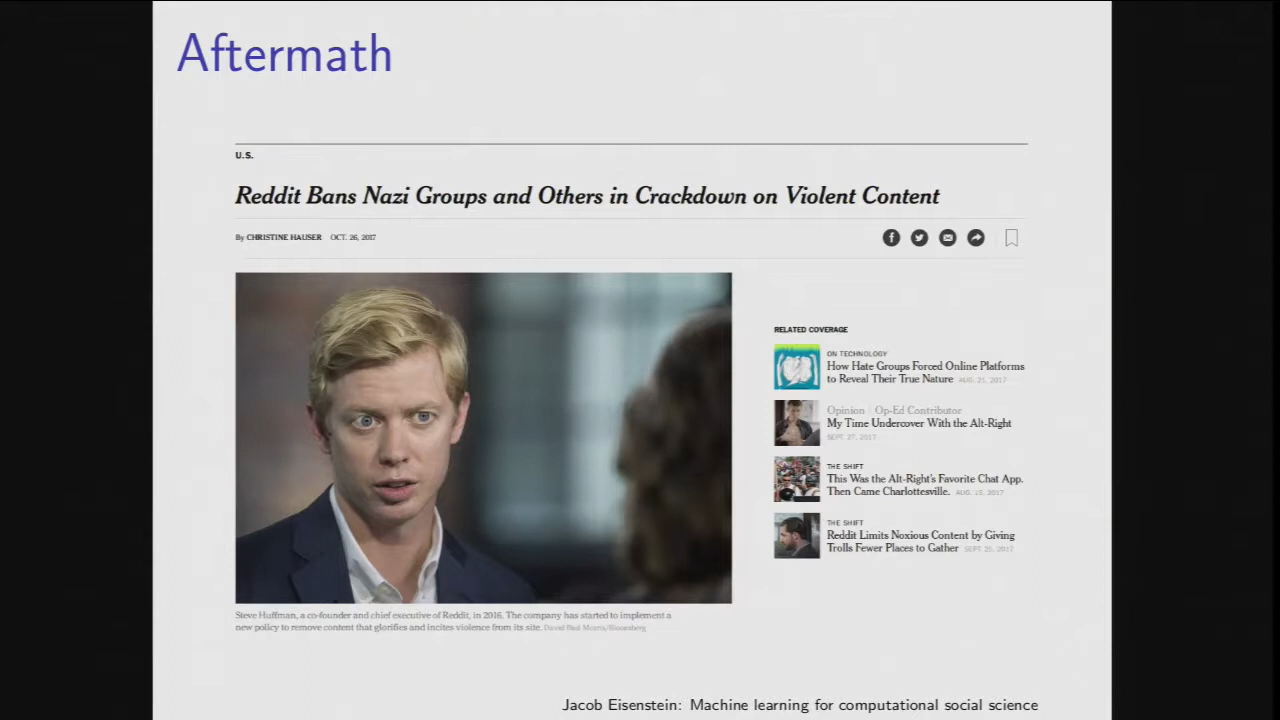 Aftermath
U.S.
Reddit Bans Nazi Groups and Others in Crackdown on Violent Content
By CHRISTINE HAUSER OCT. 26, 2017
RELATED COVERAGE
ON TECHNOLOGY
How Hate Groups Forced Online Platforms
to Reveal Their True Nature AUG. 21, 2017
Opinion | Op-Ed Contributor
My Time Undercover With the Alt-Right
SEPT. 27, 2017
THE SHIFT
This Was the Alt-Right's Favorite Chat App.
Then Came Charlottesville. AUG. 15, 2017
THE SHIFT
Reddit Limits Noxious Content by Giving
Trolls Fewer Places to Gather SEPT. 25, 2017
Steve Huffman, a co-founder and chief executive of Reddit, in 2016. The company has started to implement a
new policy to remove content that glorifies and incites violence from its site. David Paul Morris/Bloomberg
Jacob Eisenstein: Machine learning for computational social science